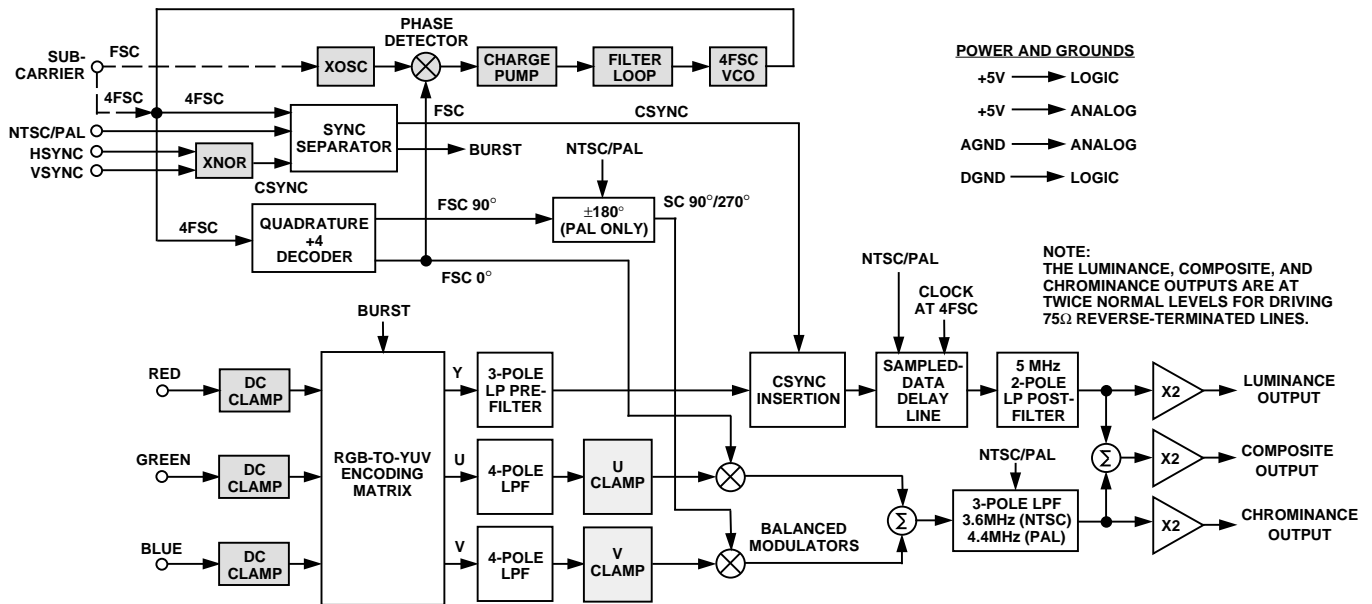 PHASE
DETECTOR
FSC
SUB-
CARRIER
XOSC
CHARGE
PUMP
FILTER
LOOP
4FSC
VCO
POWER AND GROUNDS
+5V
LOGIC
+5V
ANALOG
AGND
ANALOG
DGND
LOGIC
4FSC
4FSC
FSC
CSYNC
NTSC/PAL
HSYNC
VSYNC
XNOR
SYNC
SEPARATOR
BURST
CSYNC
NTSC/PAL
4FSC
QUADRATURE
+4
DECODER
FSC 90°
±180°
(PAL ONLY)
SC 90°/270°
FSC 0°
NTSC/PAL
CLOCK
AT 4FSC
NOTE:
THE LUMINANCE, COMPOSITE, AND
CHROMINANCE OUTPUTS ARE AT
TWICE NORMAL LEVELS FOR DRIVING
75Ω REVERSE-TERMINATED LINES.
BURST
RED
DC
CLAMP
RGB-TO-YUV
ENCODING
MATRIX
Y
3-POLE
LP PRE-
FILTER
CSYNC
INSERTION
SAMPLED-
DATA
DELAY
LINE
5 MHz
2-POLE
LP POST-
FILTER
X2
LUMINANCE
OUTPUT
GREEN
DC
CLAMP
U
4-POLE
LPF
U
CLAMP
NTSC/PAL
Σ
X2
COMPOSITE
OUTPUT
BLUE
DC
CLAMP
V
4-POLE
LPF
V
CLAMP
BALANCED
MODULATORS
Σ
3-POLE LPF
3.6MHz (NTSC)
4.4MHz (PAL)
X2
CHROMINANCE
OUTPUT